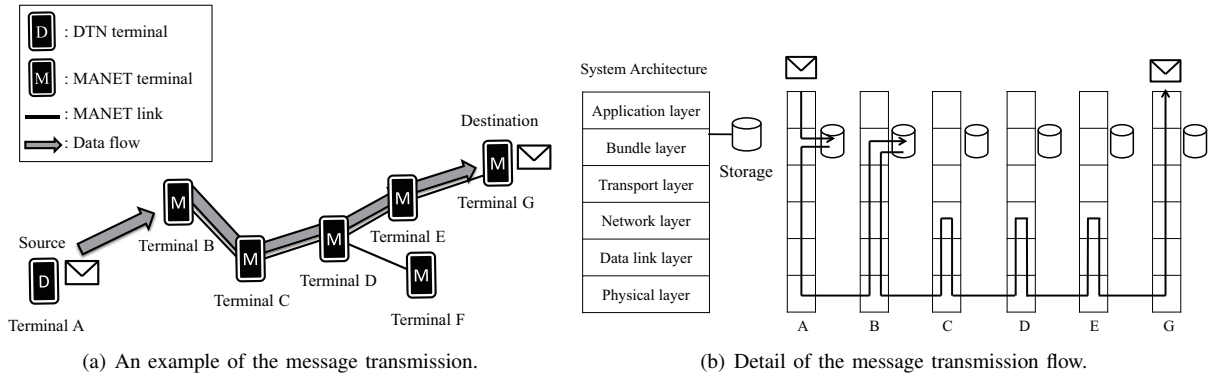 D : DTN terminal
M : MANET terminal
: MANET link
: Data flow
Source
D
Terminal A
M
Terminal B
M
Terminal C
M
Terminal D
M
Terminal E
M
Terminal F
Destination
M
Terminal G
(a) An example of the message transmission.
System Architecture
Application layer
Bundle layer
Transport layer
Network layer
Data link layer
Physical layer
Storage
A B C D E G
(b) Detail of the message transmission flow.